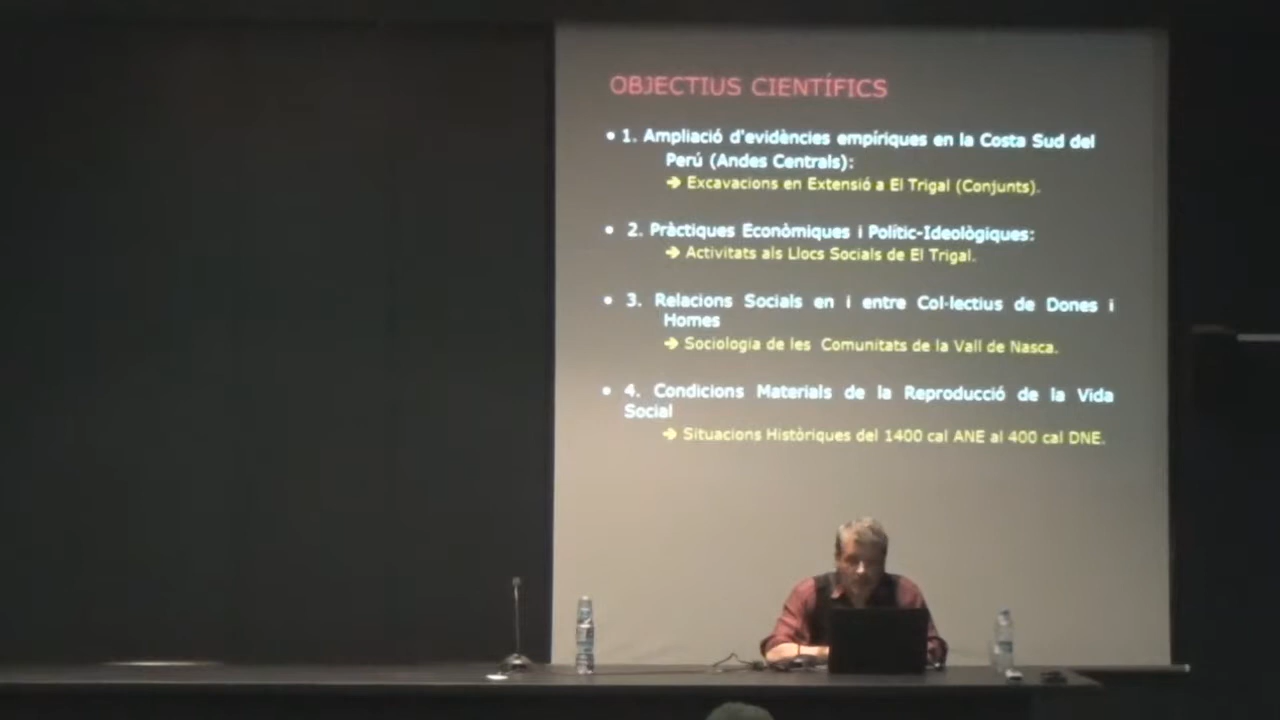 OBJECTIUS CIENTÍFICS
• 1. Ampliació d'evidències empíriques en la Costa Sud del
Perú (Andes Centrals):
➔ Excavacions en Extensió a El Trigal (Conjunts).
• 2. Pràctiques Econòmiques i Polític-Ideològiques:
➔ Activitats als Llocs Socials de El Trigal.
• 3. Relacions Socials en i entre Col·lectius de Dones i
Homes
➔ Sociologia de les Comunitats de la Vall de Nasca.
• 4. Condicions Materials de la Reproducció de la Vida
Social
➔ Situacions Històriques del 1400 cal ANE al 400 cal DNE.